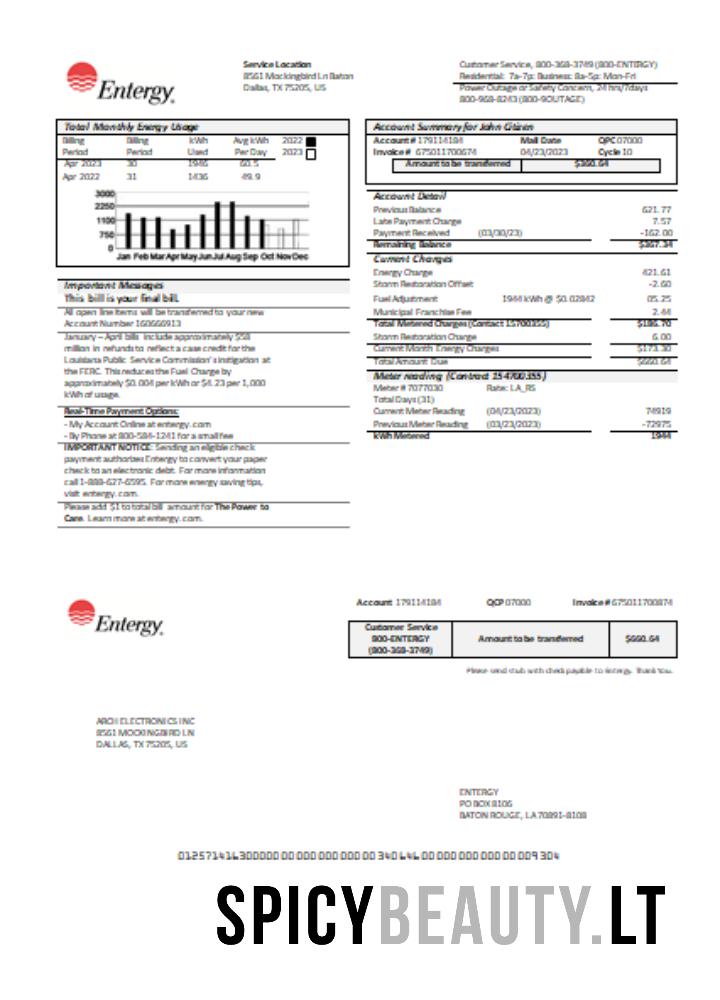 Entergy
Service Location
8561 Mockingbird Ln Baton
Dallas, TX 75205, US
Customer Service, 800-368-3749 (800-ENTERGY)
Residential: 7a-7p: Business: 8a-5p: Mon-Fri
Power Outage or Safety Concern, 24 hrs/7days
800-968-8243 (800-9OUTAGE)
Total Monthly Energy Usage
Billing Billing kWh Avg kWh 2022
Period Period Used Per Day 2023
Apr 2023 30 1946 60.5
Apr 2022 31 1436 49.9
3000
2250
1100
750
0
Jan Feb Mar Apr May Jun Jul Aug Sep Oct Nov Dec
Important Messages
This bill is your final bill.
All open line items will be transferred to your new
Account Number 160666913
January – April bills include approximately $58
million in refunds to reflect a case credit for the
Louisiana Public Service Commission's instigation at
the FERC. This reduces the Fuel Charge by
approximately $0.004 per kWh or $4.23 per 1,000
kWh of usage.
Real-Time Payment Options:
- My Account Online at entergy.com
- By Phone at 800-584-1241 for a small fee
IMPORTANT NOTICE: Sending an eligible check
payment authorizes Entergy to convert your paper
check to an electronic debt. For more information
call 1-888-627-6595. For more energy saving tips,
visit entergy.com.
Please add $1 to total bill amount for The Power to
Care. Learn more at entergy.com.
Account Summary for John Citizen
Account # 179114184 Mail Date QPC 07000
Invoice # 675011700674 04/23/2023 Cycle 10
Amount to be transferred $360.64
Account Detail
Previous Balance 621.77
Late Payment Charge 7.57
Payment Received (03/30/23) -162.00
Remaining Balance $367.34
Current Charges
Energy Charge 421.61
Storm Restoration Offset -2.60
Fuel Adjustment 1944 kWh @ $0.02842 05.25
Municipal Franchise Fee 2.44
Total Metered Charges (Contact 15700355) $186.70
Storm Restoration Charge 6.00
Current Month Energy Charges $173.30
Total Amount Due $660.64
Meter reading (Contract 154700355)
Meter # 7077030 Rate: LA_RS
Total Days (31)
Current Meter Reading (04/23/2023) 74919
Previous Meter Reading (03/23/2023) -72975
kWh Metered 1944
Entergy
Account 179114184 QCP 07000 Invoice # 675011700874
Customer Service
800-ENTERGY
(800-368-3749)
Amount to be transferred $660.64
Please send stub with check payable to Entergy. Thank You.
ARCH ELECTRONICS INC
8561 MOCKINGBIRD LN
DALLAS, TX 75205, US
ENTERGY
PO BOX 8106
BATON ROUGE, LA 70891-8108
SPICYBEAUTY.LT